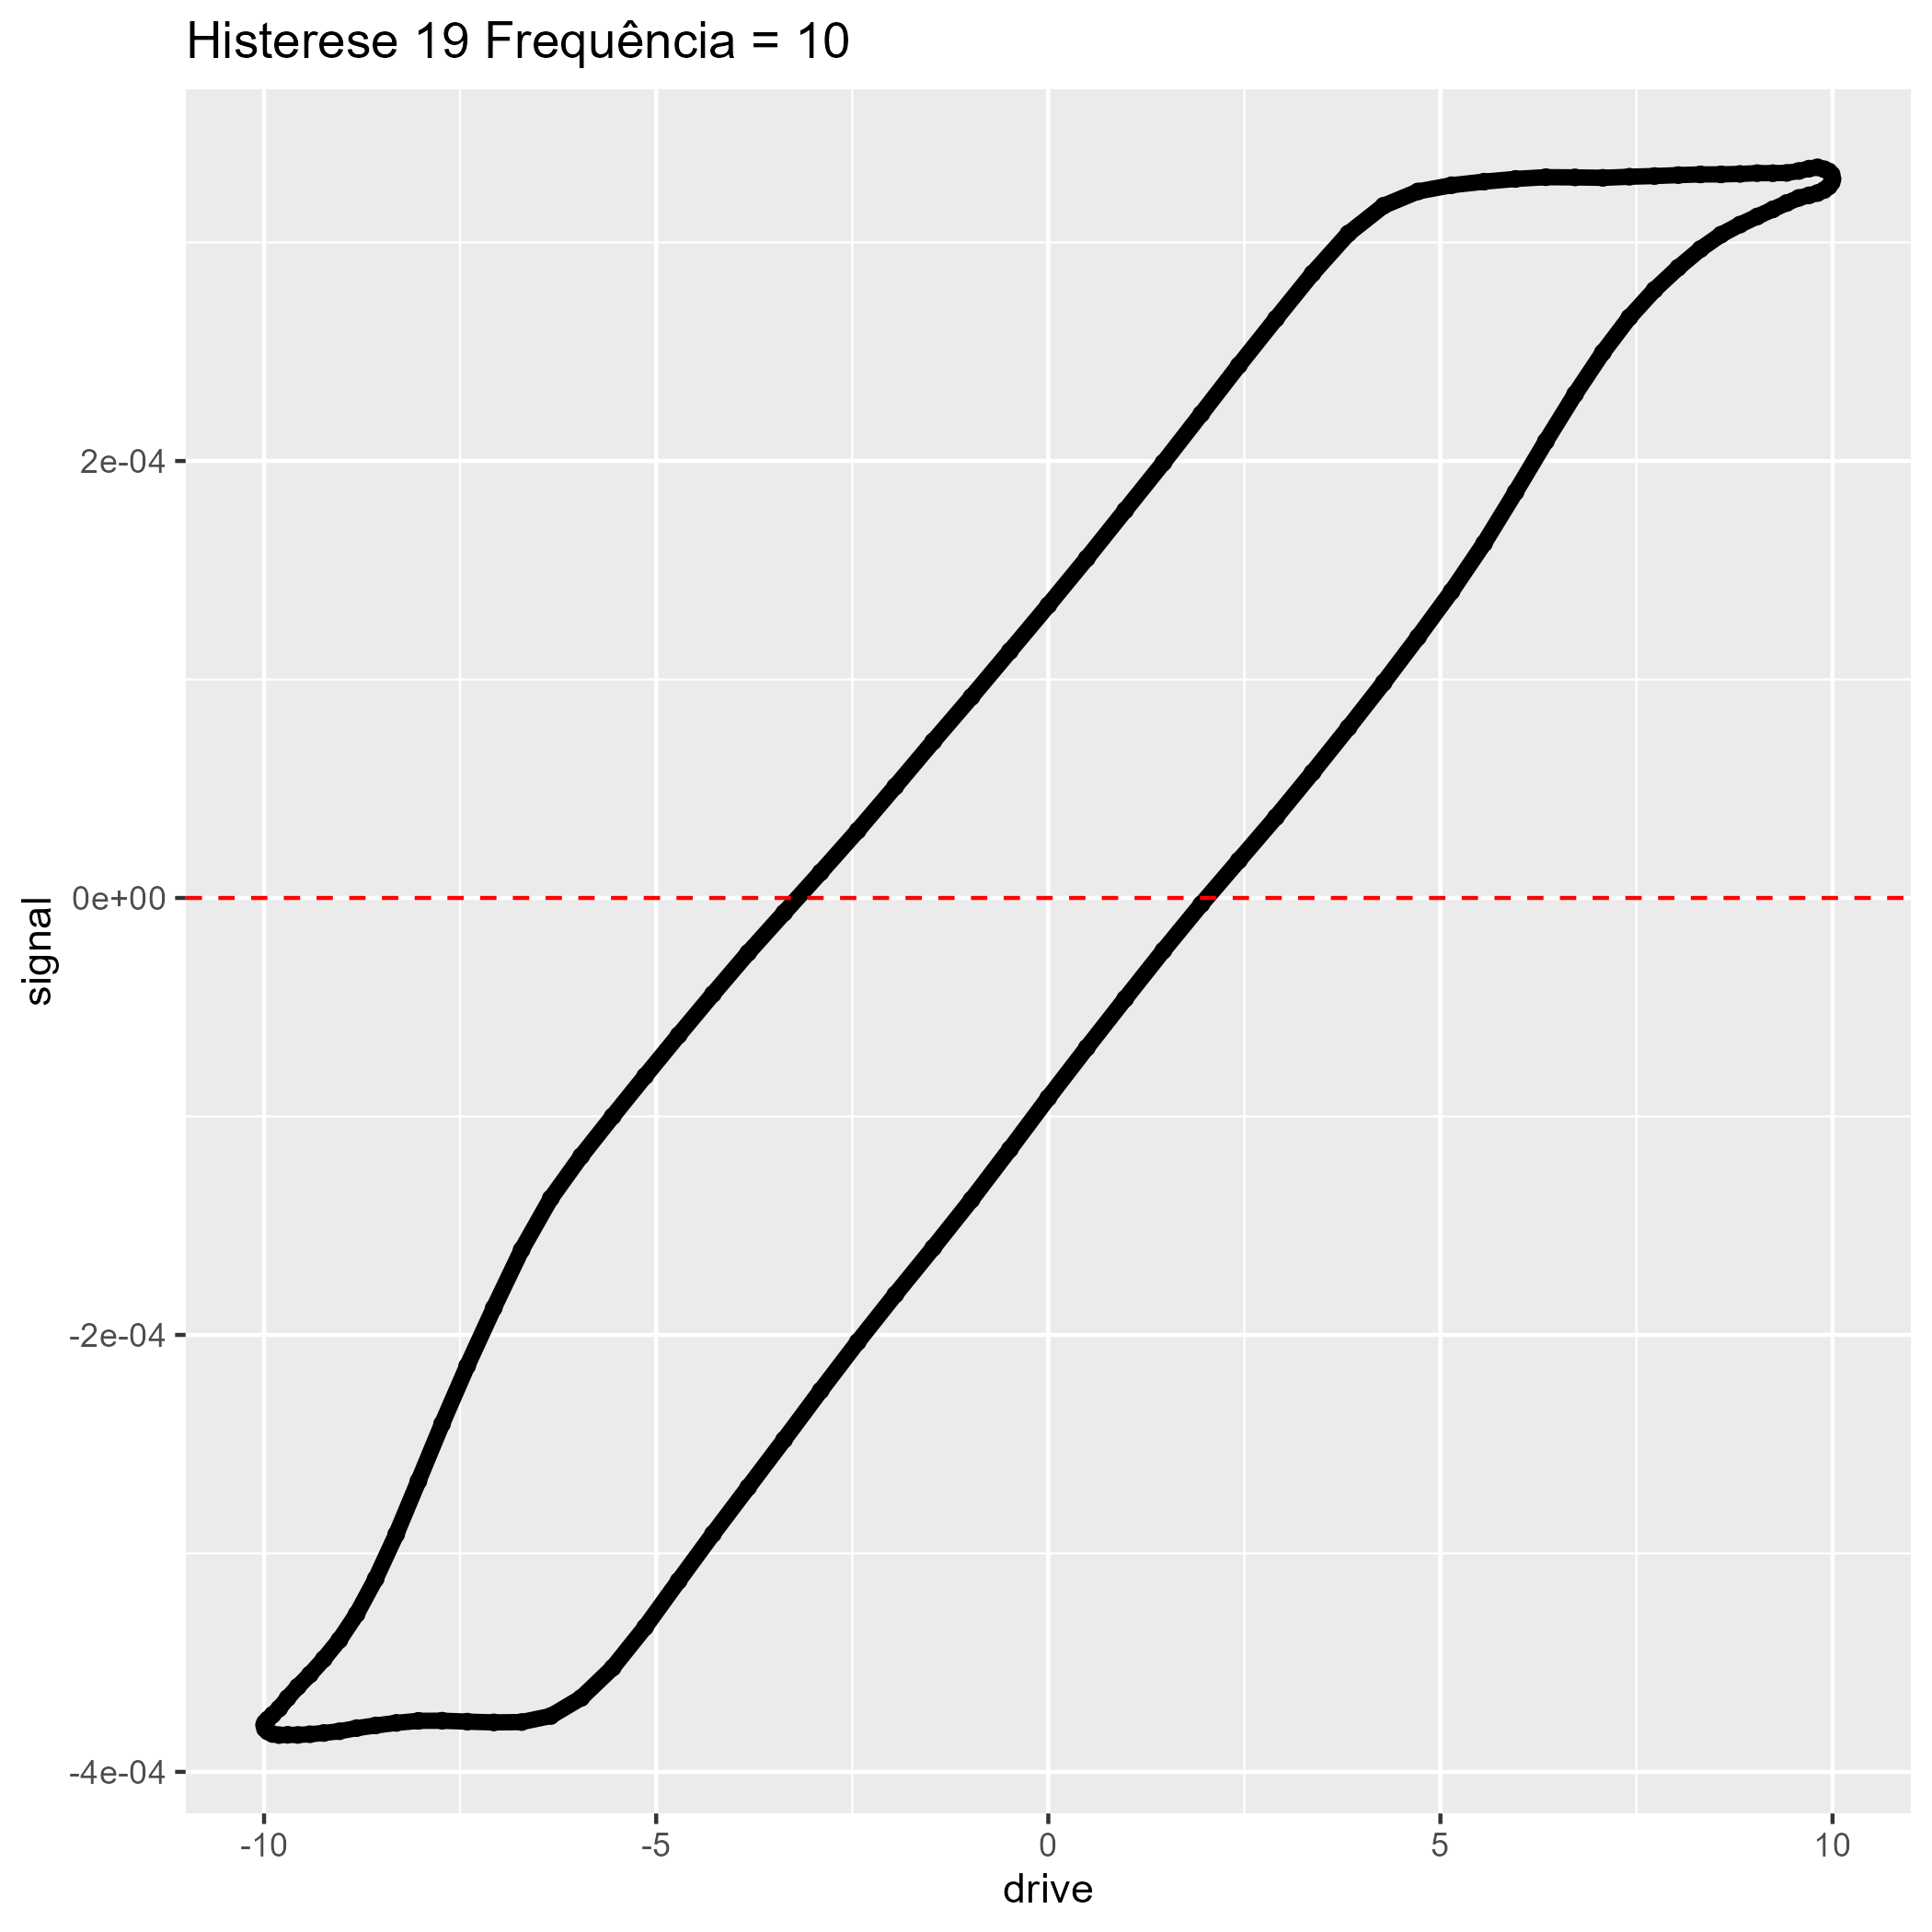 Histerese 19 Frequência = 10
2e-04
0e+00
-2e-04
-4e-04
signal
-10 -5 0 5 10
drive